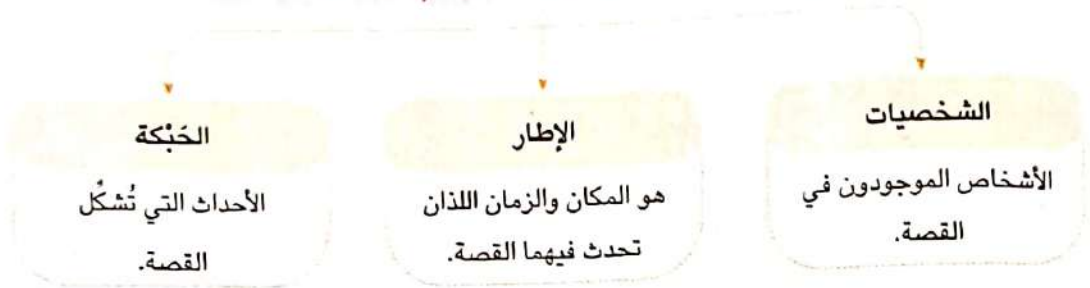 الشخصيات
الأشخاص الموجودون في
القصة.
الإطار
هو المكان والزمان اللذان
تحدث فيهما القصة.
الحَبْكة
الأحداث التي تُشكِّل
القصة.